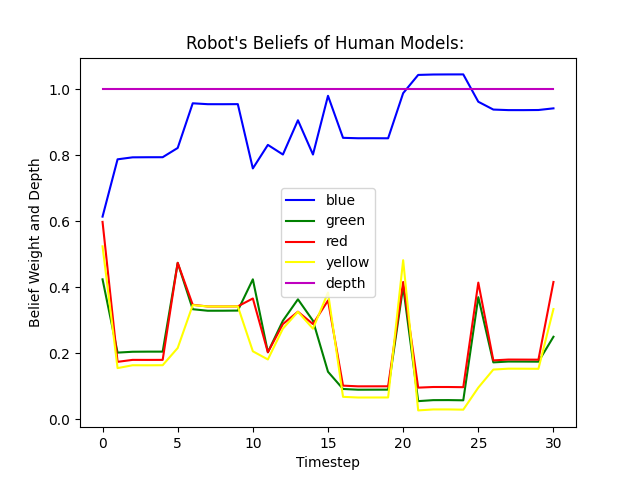 Robot's Beliefs of Human Models:
Belief Weight and Depth
1.0
0.8
0.6
0.4
0.2
0.0
blue
green
red
yellow
depth
0 5 10 15 20 25 30
Timestep